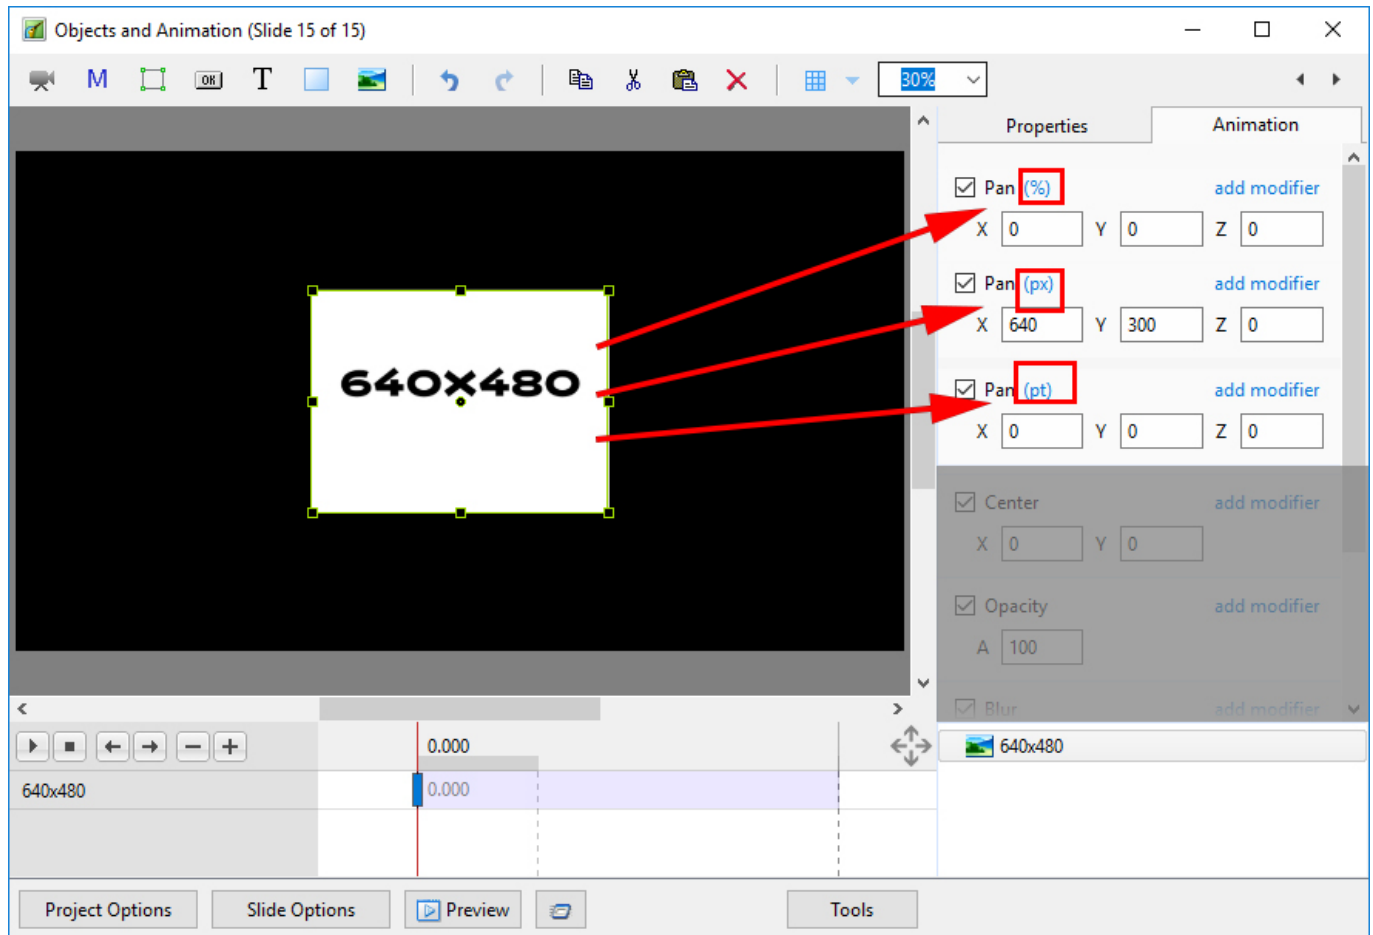 Objects and Animation (Slide 15 of 15)
M OK T 30%
Properties Animation
Pan (%) add modifier
X 0 Y 0 Z 0
Pan (px) add modifier
X 640 Y 300 Z 0
Pan (pt) add modifier
X 0 Y 0 Z 0
640x480
Center add modifier
X 0 Y 0
Opacity add modifier
A 100
Blur add modifier
0.000
640x480
640x480 0.000
Project Options Slide Options Preview Tools